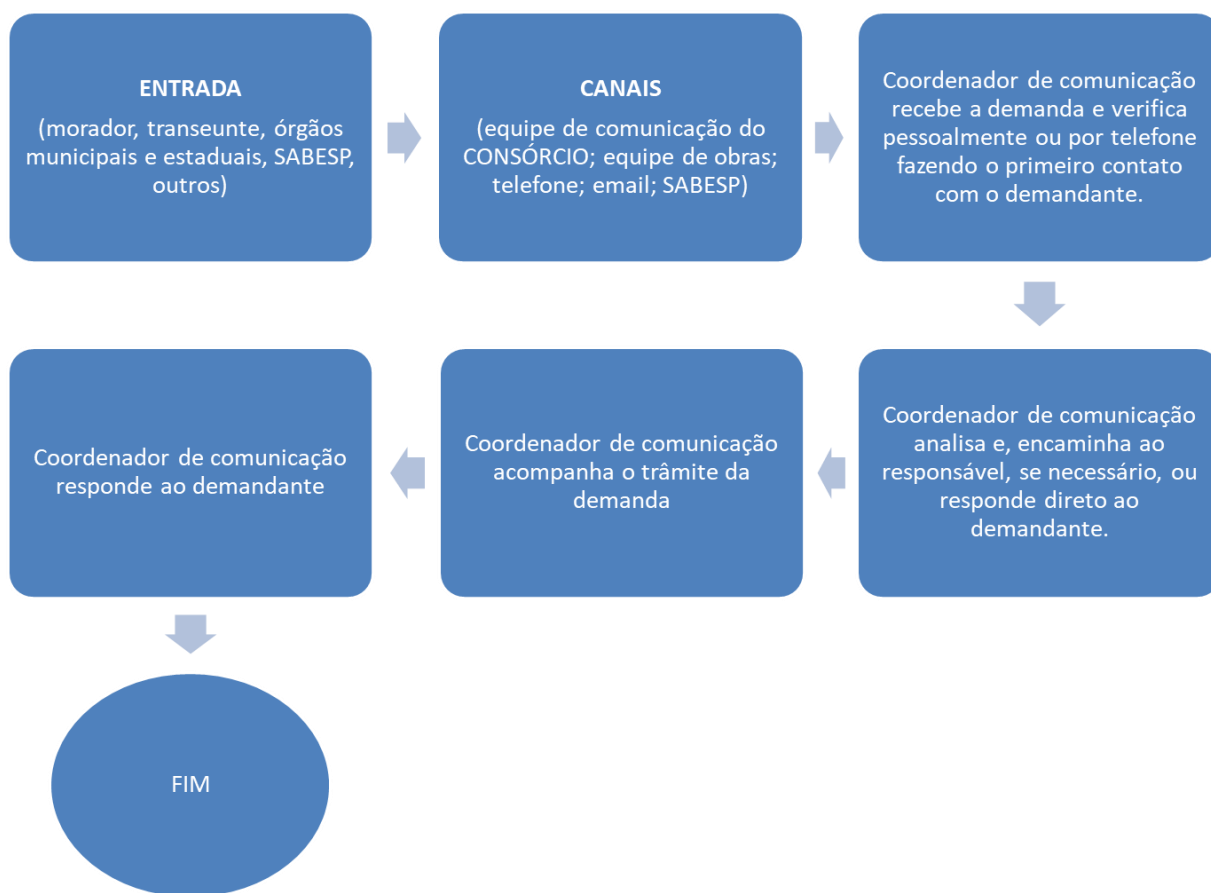 ENTRADA
(morador, transeunte, órgãos
municipais e estaduais, SABESP,
outros)
CANAIS
(equipe de comunicação do
CONSÓRCIO; equipe de obras;
telefone; email; SABESP)
Coordenador de comunicação
recebe a demanda e verifica
pessoalmente ou por telefone
fazendo o primeiro contato
com o demandante.
Coordenador de comunicação
analisa e, encaminha ao
responsável, se necessário, ou
responde direto ao
demandante.
Coordenador de comunicação
acompanha o trâmite da
demanda
Coordenador de comunicação
responde ao demandante
FIM